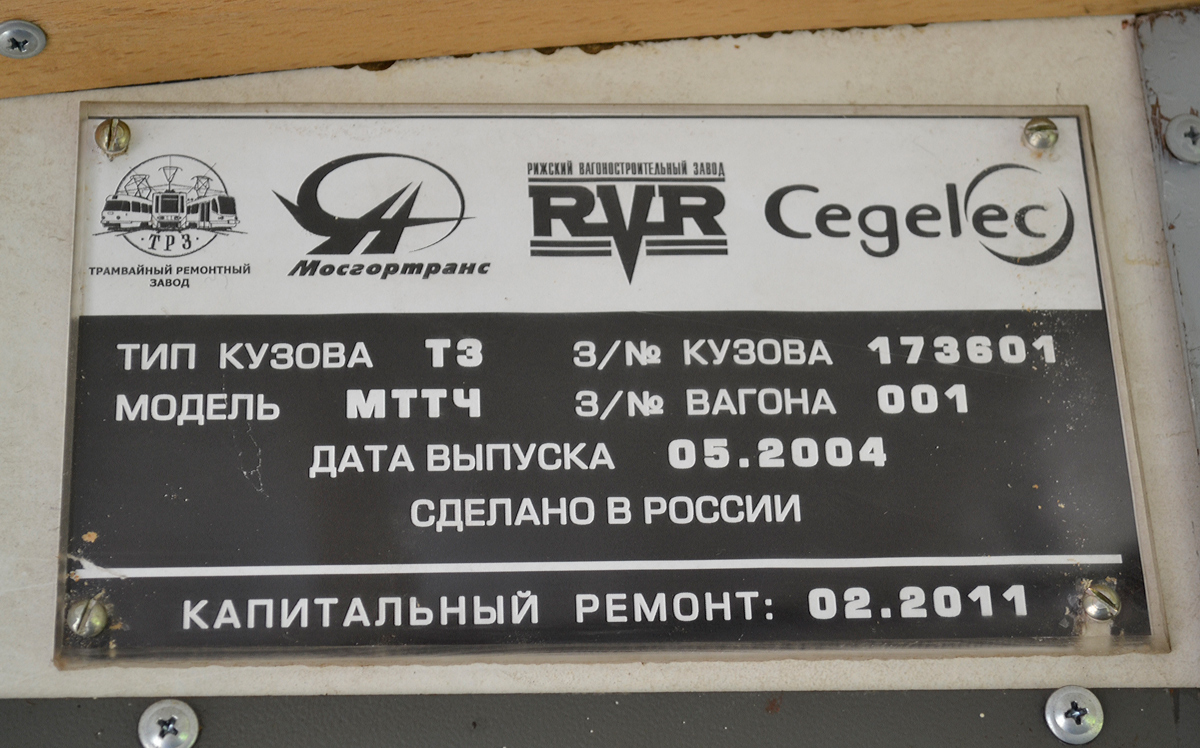 ТРЗ
ТРАМВАЙНЫЙ РЕМОНТНЫЙ
ЗАВОД
Мосгортранс
РИЖСКИЙ ВАГОНОСТРОИТЕЛЬНЫЙ ЗАВОД
RVR
Cegelec
ТИП КУЗОВА Т3 З/№ КУЗОВА 173601
МОДЕЛЬ МТТЧ З/№ ВАГОНА 001
ДАТА ВЫПУСКА 05.2004
СДЕЛАНО В РОССИИ
КАПИТАЛЬНЫЙ РЕМОНТ: 02.2011